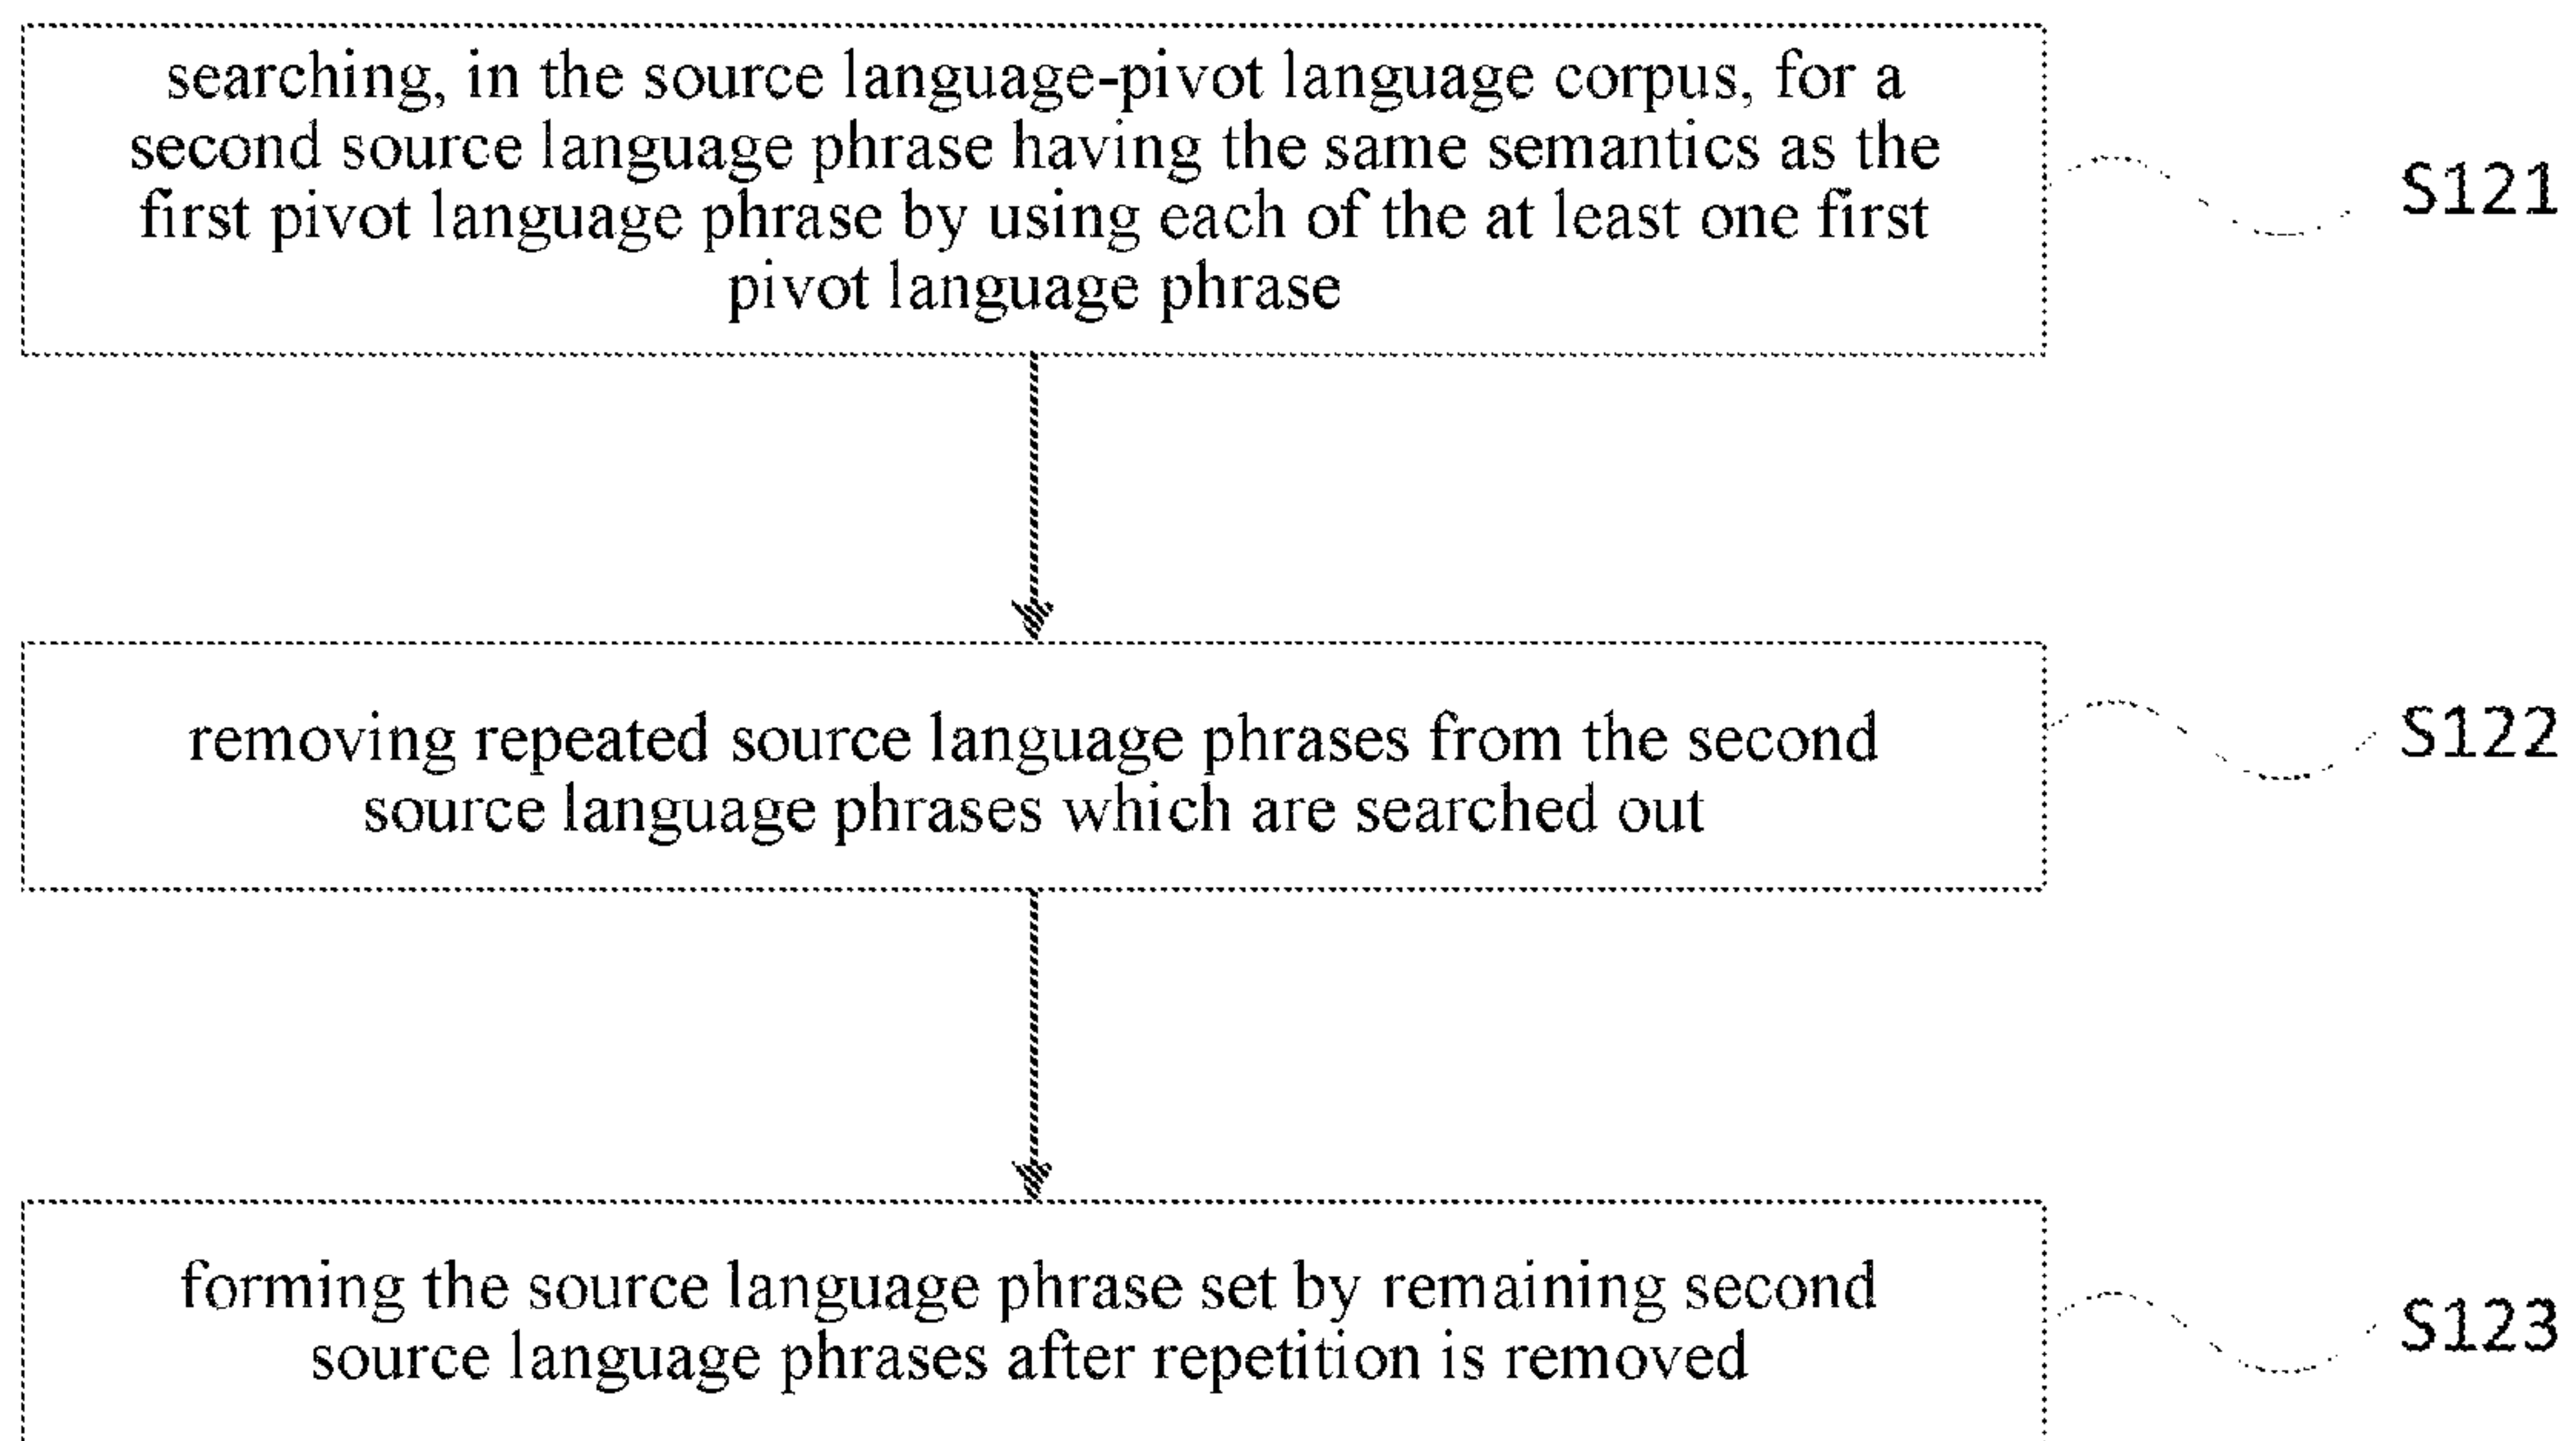 searching, in the source language-pivot language corpus, for a
second source language phrase having the same semantics as the
first pivot language phrase by using each of the at least one first
pivot language phrase
S121
removing repeated source language phrases from the second
source language phrases which are searched out
S122
forming the source language phrase set by remaining second
source language phrases after repetition is removed
S123